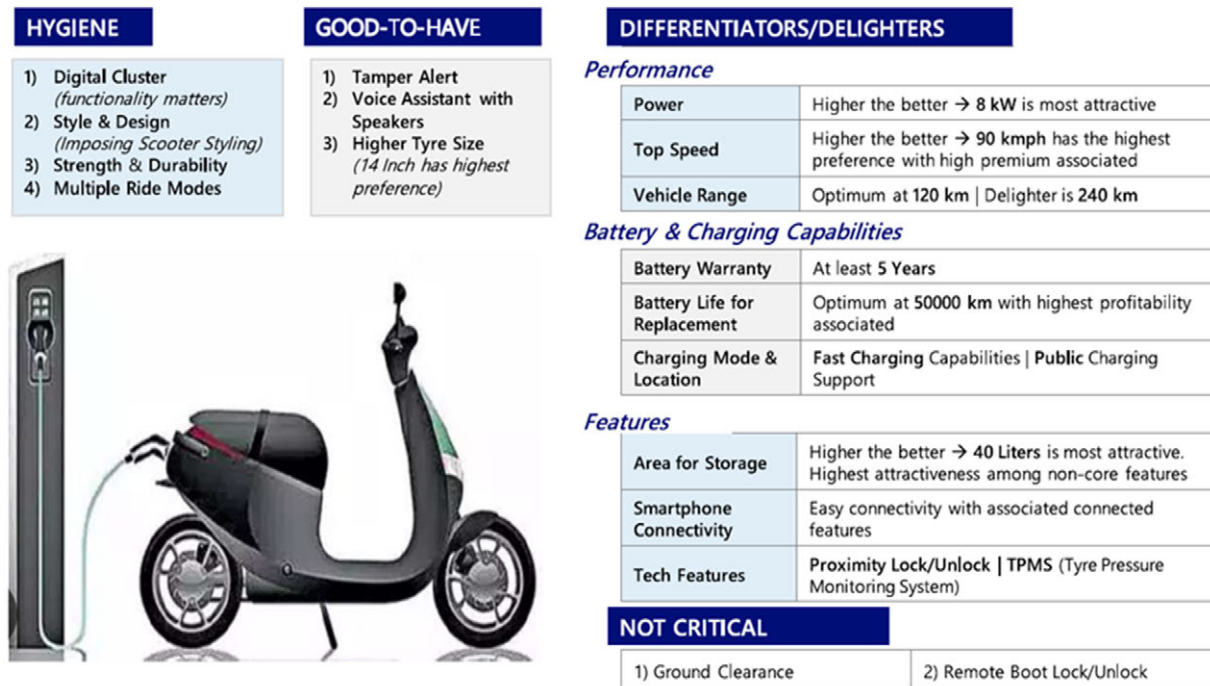 HYGIENE
1) Digital Cluster
(functionality matters)
2) Style & Design
(Imposing Scooter Styling)
3) Strength & Durability
4) Multiple Ride Modes
GOOD-TO-HAVE
1) Tamper Alert
2) Voice Assistant with
Speakers
3) Higher Tyre Size
(14 Inch has highest
preference)
DIFFERENTIATORS/DELIGHTERS
Performance
Power
Higher the better → 8 kW is most attractive
Top Speed
Higher the better → 90 kmph has the highest
preference with high premium associated
Vehicle Range
Optimum at 120 km | Delighter is 240 km
Battery & Charging Capabilities
Battery Warranty
At least 5 Years
Battery Life for
Replacement
Optimum at 50000 km with highest profitability
associated
Charging Mode &
Location
Fast Charging Capabilities | Public Charging
Support
Features
Area for Storage
Higher the better → 40 Liters is most attractive.
Highest attractiveness among non-core features
Smartphone
Connectivity
Easy connectivity with associated connected
features
Tech Features
Proximity Lock/Unlock | TPMS (Tyre Pressure
Monitoring System)
NOT CRITICAL
1) Ground Clearance
2) Remote Boot Lock/Unlock